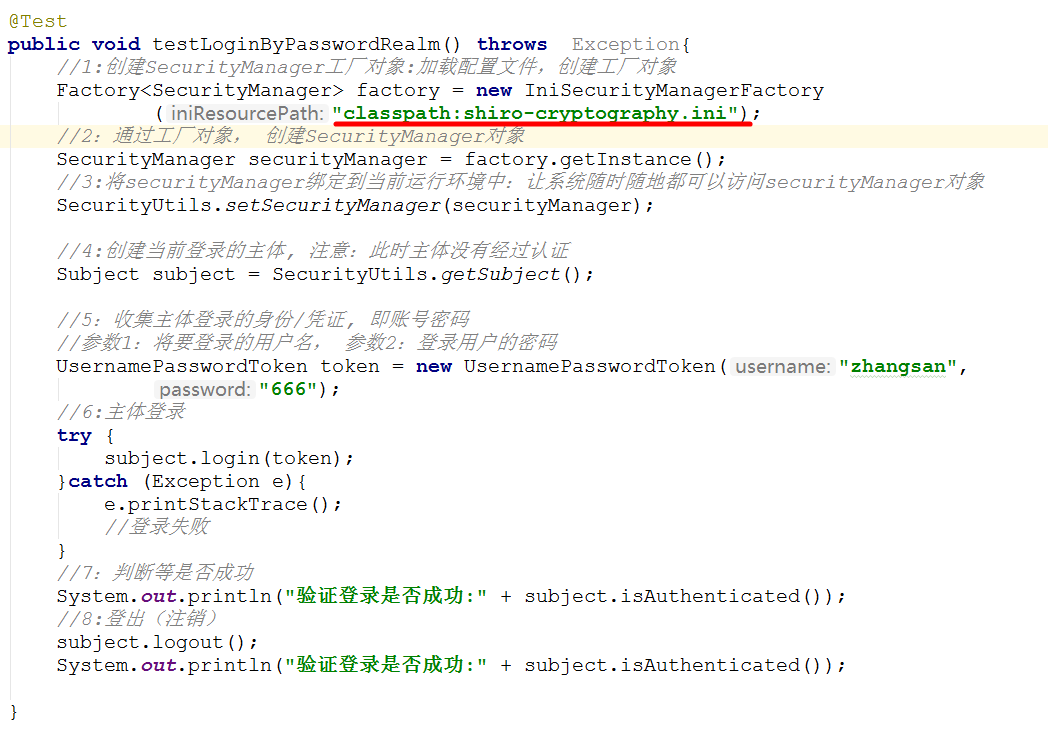 @Test
public void testLoginByPasswordRealm() throws  Exception{
//1:创建SecurityManager工厂对象:加载配置文件，创建工厂对象
Factory<SecurityManager> factory = new IniSecurityManagerFactory
( iniResourcePath: "classpath:shiro-cryptography.ini");
//2：通过工厂对象， 创建SecurityManager对象
SecurityManager securityManager = factory.getInstance();
//3:将securityManager绑定到当前运行环境中：让系统随时随地都可以访问securityManager对象
SecurityUtils.setSecurityManager(securityManager);
//4:创建当前登录的主体, 注意：此时主体没有经过认证
Subject subject = SecurityUtils.getSubject();
//5：收集主体登录的身份/凭证, 即账号密码
//参数1：将要登录的用户名， 参数2：登录用户的密码
UsernamePasswordToken token = new UsernamePasswordToken( username: "zhangsan",
password: "666");
//6:主体登录
try {
subject.login(token);
}catch (Exception e){
e.printStackTrace();
//登录失败
}
//7：判断等是否成功
System.out.println("验证登录是否成功:" + subject.isAuthenticated());
//8:登出（注销）
subject.logout();
System.out.println("验证登录是否成功:" + subject.isAuthenticated());
}